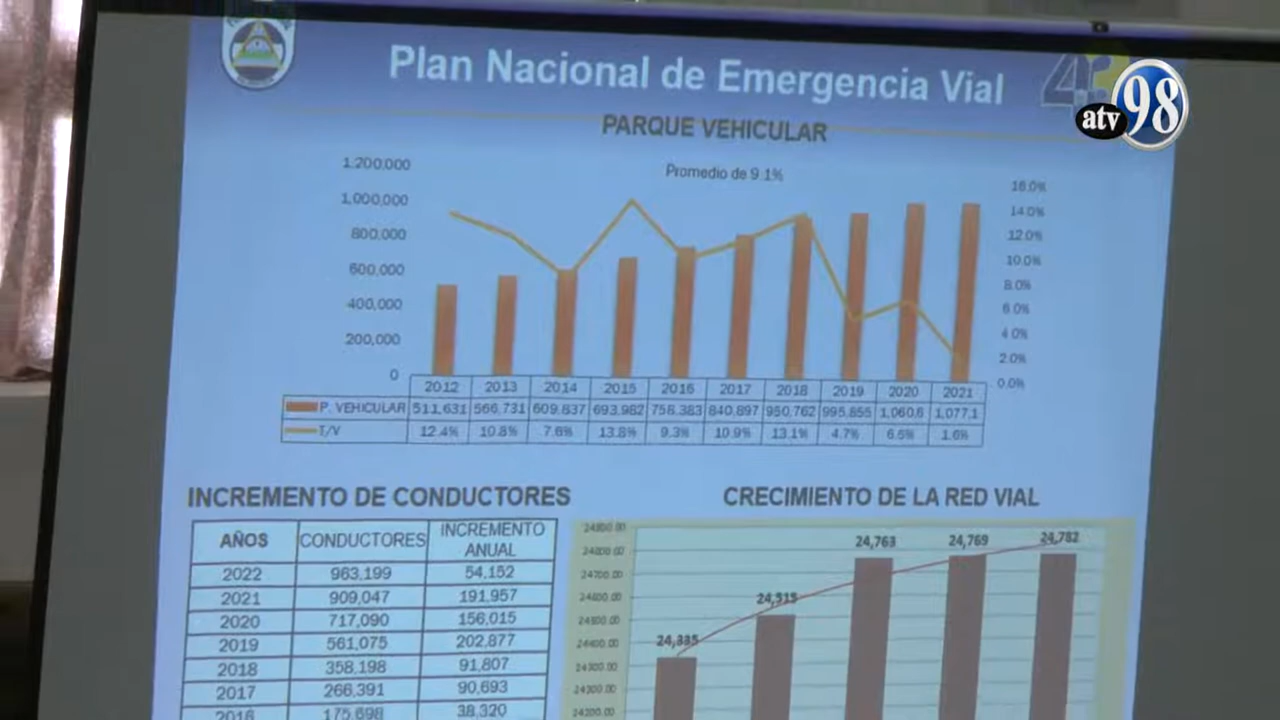 Plan Nacional de Emergencia Vial
atv 98
PARQUE VEHICULAR
Promedio de 9.1%
1,200,000
1,000,000
800,000
600,000
400,000
200,000
0
16.0%
14.0%
12.0%
10.0%
8.0%
6.0%
4.0%
2.0%
0.0%
2012 2013 2014 2015 2016 2017 2018 2019 2020 2021
P. VEHICULAR 511,631 566,731 609,837 693,982 758,383 840,897 950,762 995,855 1,060,6 1,077,1
T/V 12.4% 10.8% 7.6% 13.8% 9.3% 10.9% 13.1% 4.7% 6.5% 1.6%
INCREMENTO DE CONDUCTORES
AÑOS CONDUCTORES INCREMENTO ANUAL
2022 963,199 54,152
2021 909,047 191,957
2020 717,090 156,015
2019 561,075 202,877
2018 358,198 91,807
2017 266,391 90,693
2016 175,698 38,320
CRECIMIENTO DE LA RED VIAL
24,335
24,515
24,763
24,769
24,782